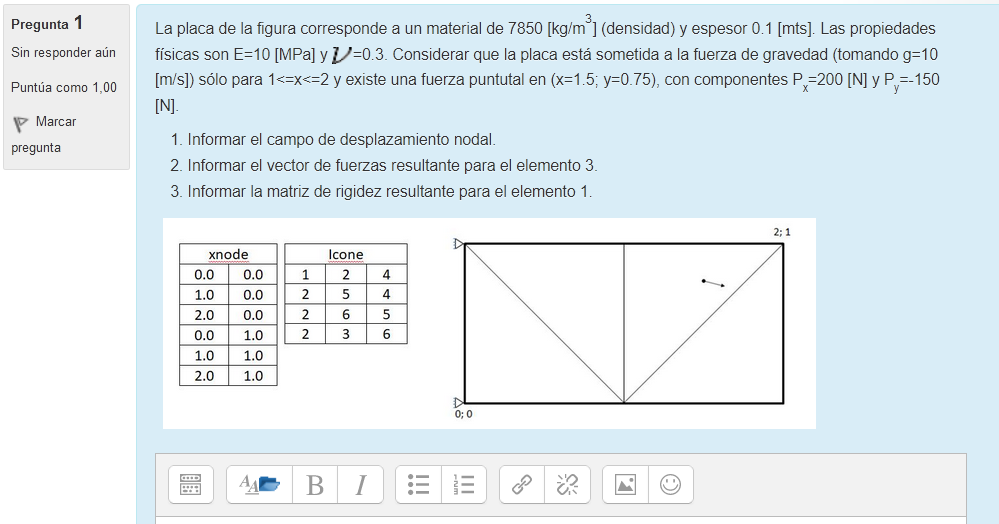 Pregunta 1
Sin responder aún
Puntúa como 1,00
Marcar
pregunta
La placa de la figura corresponde a un material de 7850 [kg/m³] (densidad) y espesor 0.1 [mts]. Las propiedades
físicas son E=10 [MPa] y ν=0.3. Considerar que la placa está sometida a la fuerza de gravedad (tomando g=10
[m/s]) sólo para 1<=x<=2 y existe una fuerza puntutal en (x=1.5; y=0.75), con componentes Pₓ=200 [N] y Py=-150
[N].
1. Informar el campo de desplazamiento nodal.
2. Informar el vector de fuerzas resultante para el elemento 3.
3. Informar la matriz de rigidez resultante para el elemento 1.
xnode Icone
0.0 0.0 1 2 4
1.0 0.0 2 5 4
2.0 0.0 2 6 5
0.0 1.0 2 3 6
1.0 1.0
2.0 1.0
2; 1
0; 0
AA B I